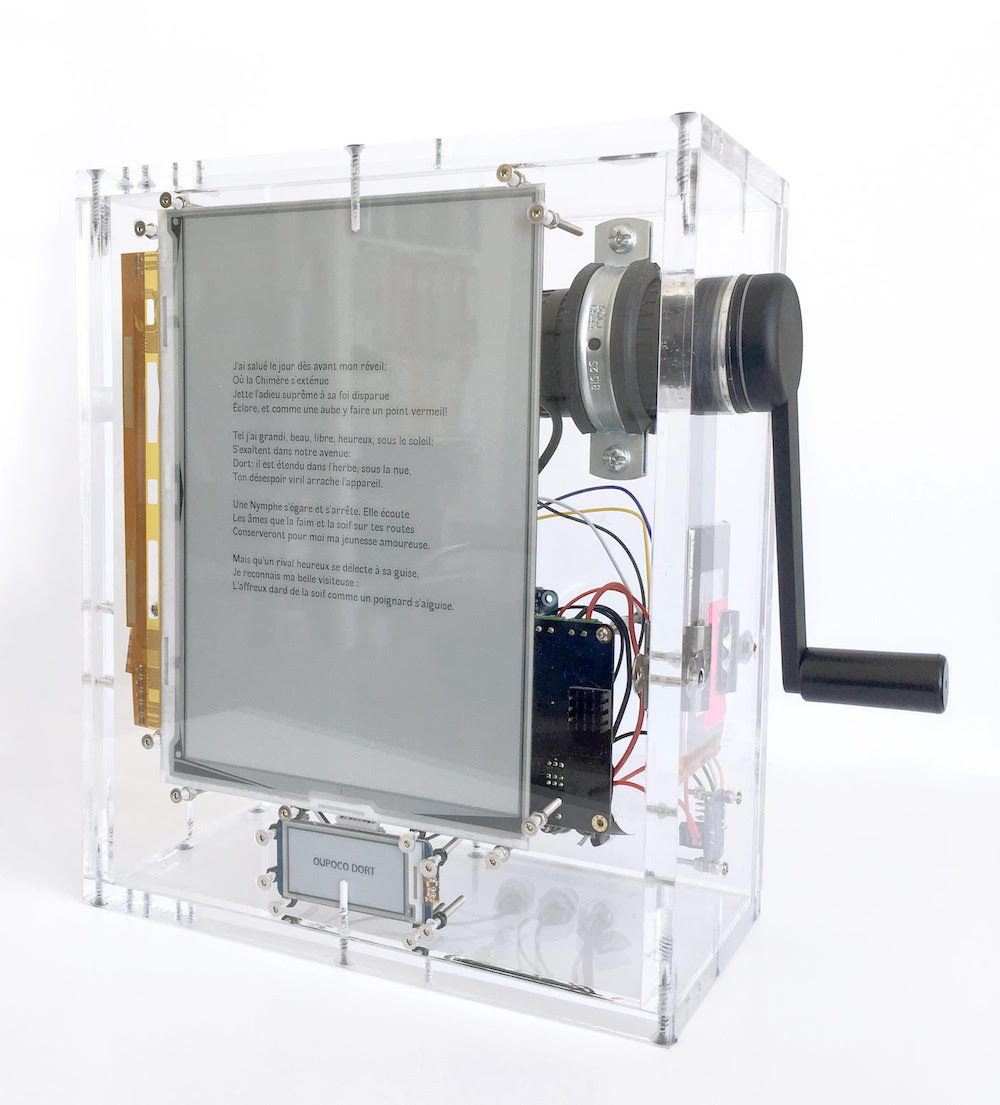 J'ai salué le jour dès avant mon réveil;
Où la Chimère s'exténue
Jette l'adieu suprême à sa foi disparue
Éclore, et comme une aube y faire un point vermeil!
Tel j'ai grandi, beau, libre, heureux, sous le soleil;
S'exaltent dans notre avenue:
Dort; il est étendu dans l'herbe, sous la nue,
Ton désespoir viril arrache l'appareil.
Une Nymphe s'égare et s'arrête. Elle écoute
Les âmes que la faim et la soif sur tes routes
Conserveront pour moi ma jeunesse amoureuse.
Mais qu'un rival heureux se délecte à sa guise,
Je reconnais ma belle visiteuse :
L'affreux dard de la soif comme un poignard s'aiguise.
OUPOCO DORT